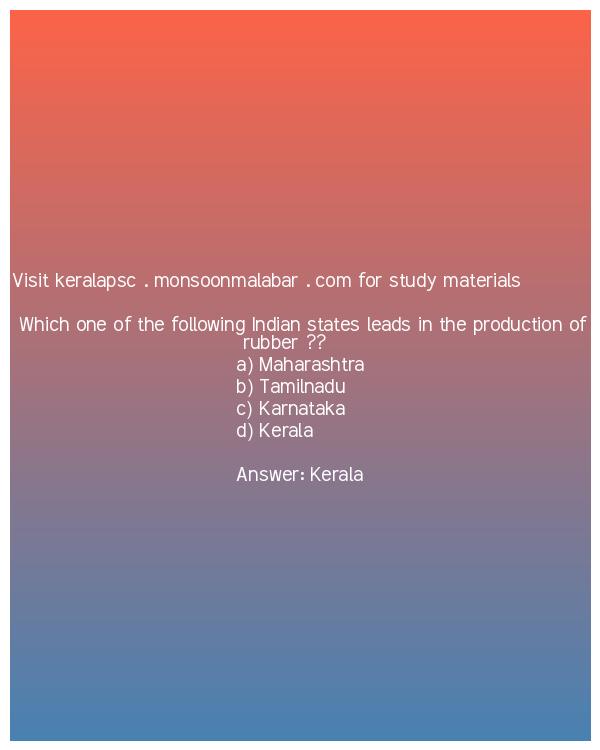 Visit keralapsc . monsoonmalabar . com for study materials
Which one of the following Indian states leads in the production of
rubber ??
a) Maharashtra
b) Tamilnadu
c) Karnataka
d) Kerala
Answer: Kerala